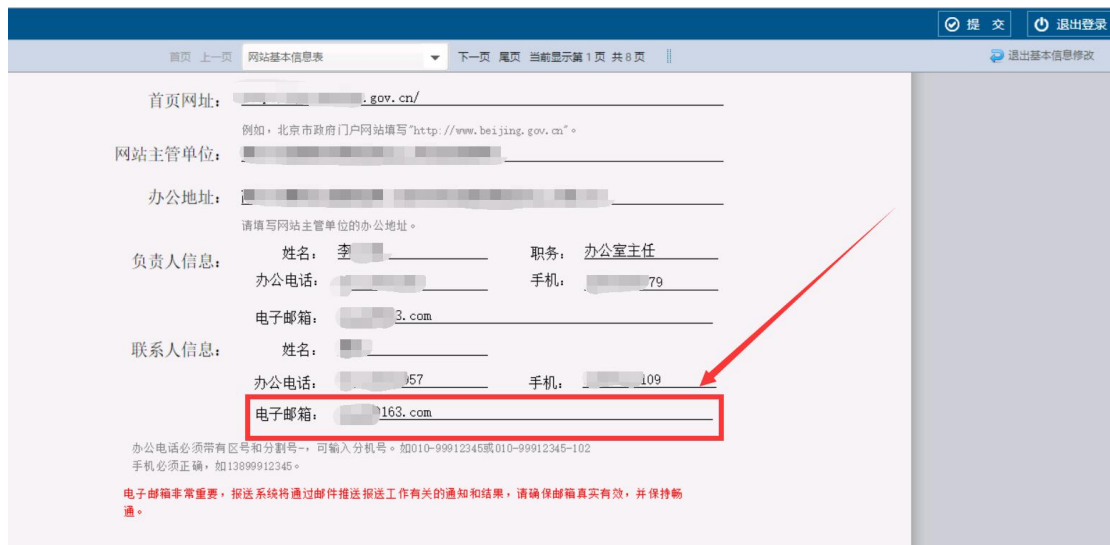 提 交 退出登录
首页 上一页 网站基本信息表 下一页 尾页 当前显示第1页 共8页 退出基本信息修改
首页网址: .gov.cn/
例如,北京市政府门户网站填写"http://www.beijing.gov.cn"。
网站主管单位:
办公地址:
请填写网站主管单位的办公地址。
负责人信息: 姓名: 李 职务: 办公室主任
办公电话: 手机: 79
电子邮箱: 3.com
联系人信息: 姓名:
办公电话: 957 手机: 109
电子邮箱: 163.com
办公电话必须带有区号和分割号-,可输入分机号。如010-99912345或010-99912345-102
手机必须正确,如13899912345。
电子邮箱非常重要,报送系统将通过邮件推送报送工作有关的通知和结果,请确保邮箱真实有效,并保持畅
通。